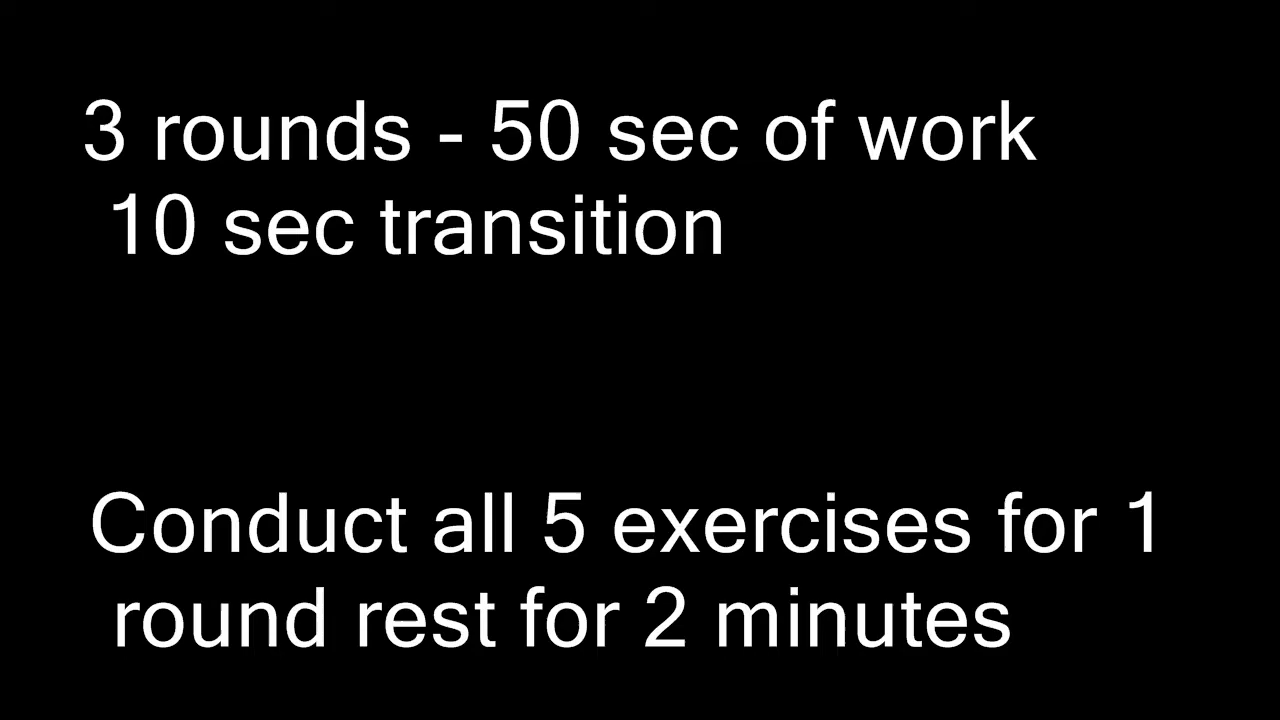 3 rounds - 50 sec of work
10 sec transition
Conduct all 5 exercises for 1
round rest for 2 minutes